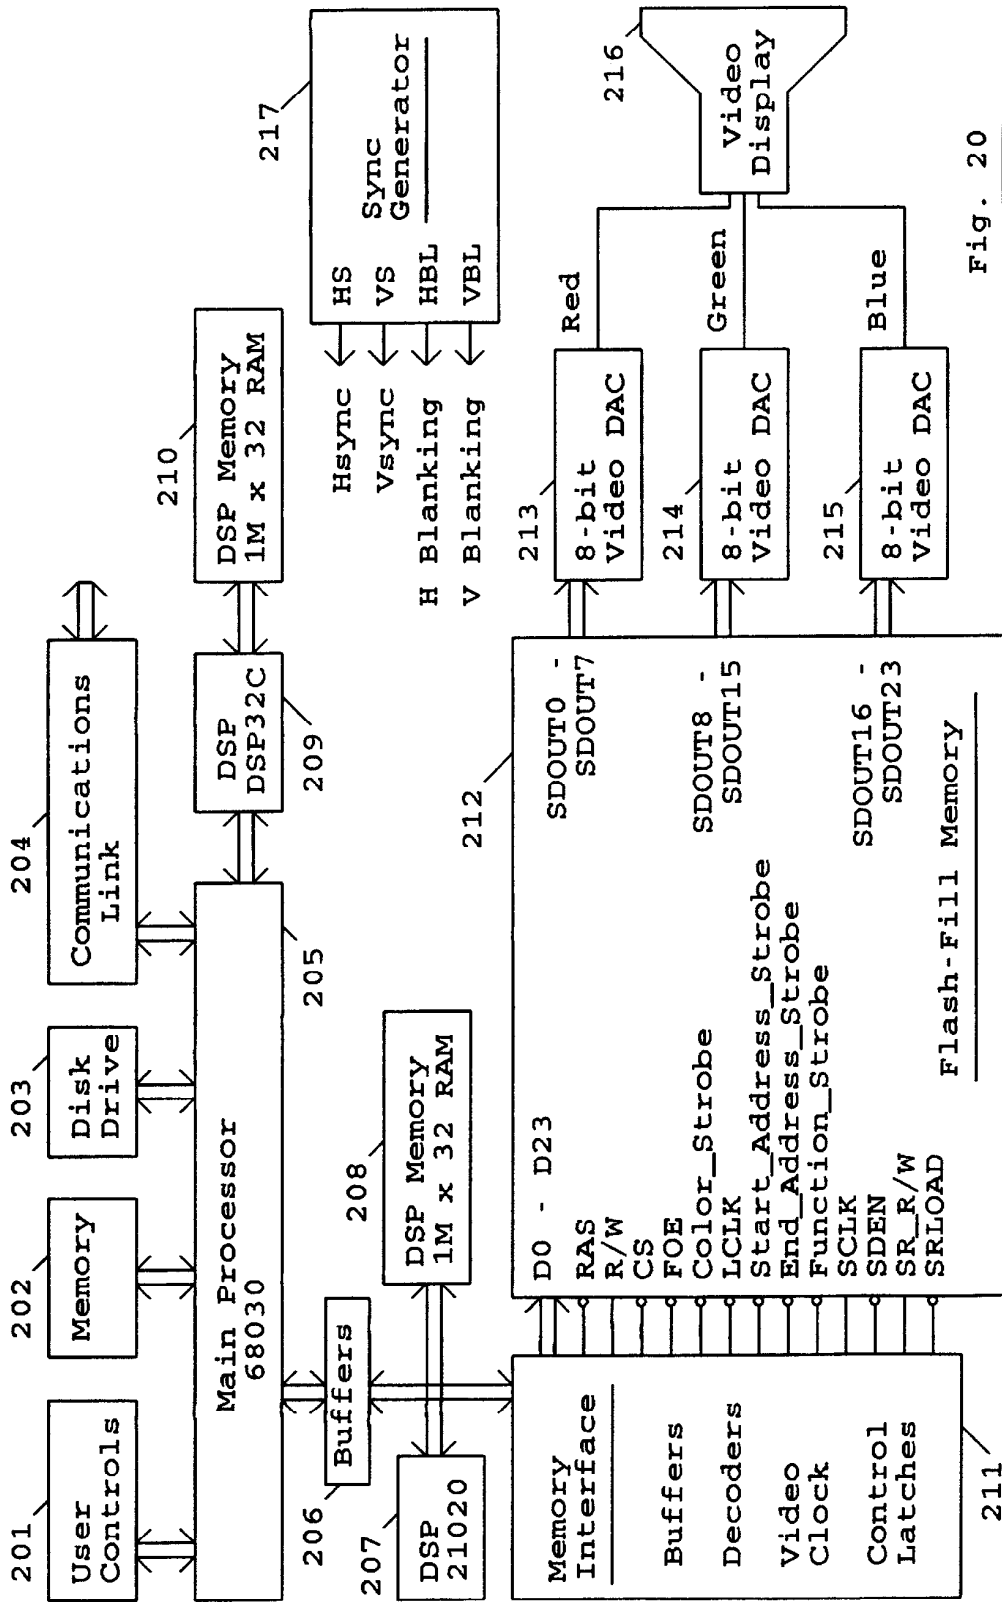 201
User
Controls
202
Memory
203
Disk
Drive
204
Communications
Link
Main Processor
68030
205
206
Buffers
207
DSP
21020
208
DSP Memory
1M x 32 RAM
DSP
DSP32C
209
210
DSP Memory
1M x 32 RAM
217
Sync
Generator
HS
VS
HBL
VBL
Hsync
Vsync
H Blanking
V Blanking
Memory
Interface
Buffers
Decoders
Video
Clock
Control
Latches
211
212
D0 - D23
RAS
R/W
CS
FOE
Color_Strobe
LCLK
Start_Address_Strobe
End_Address_Strobe
Function_Strobe
SCLK
SDEN
SR_R/W
SRLOAD
SDOUT0 -
SDOUT7
SDOUT8 -
SDOUT15
SDOUT16 -
SDOUT23
Flash-Fill Memory
213
8-bit
Video DAC
214
8-bit
Video DAC
215
8-bit
Video DAC
Red
Green
Blue
216
Video
Display
Fig. 20